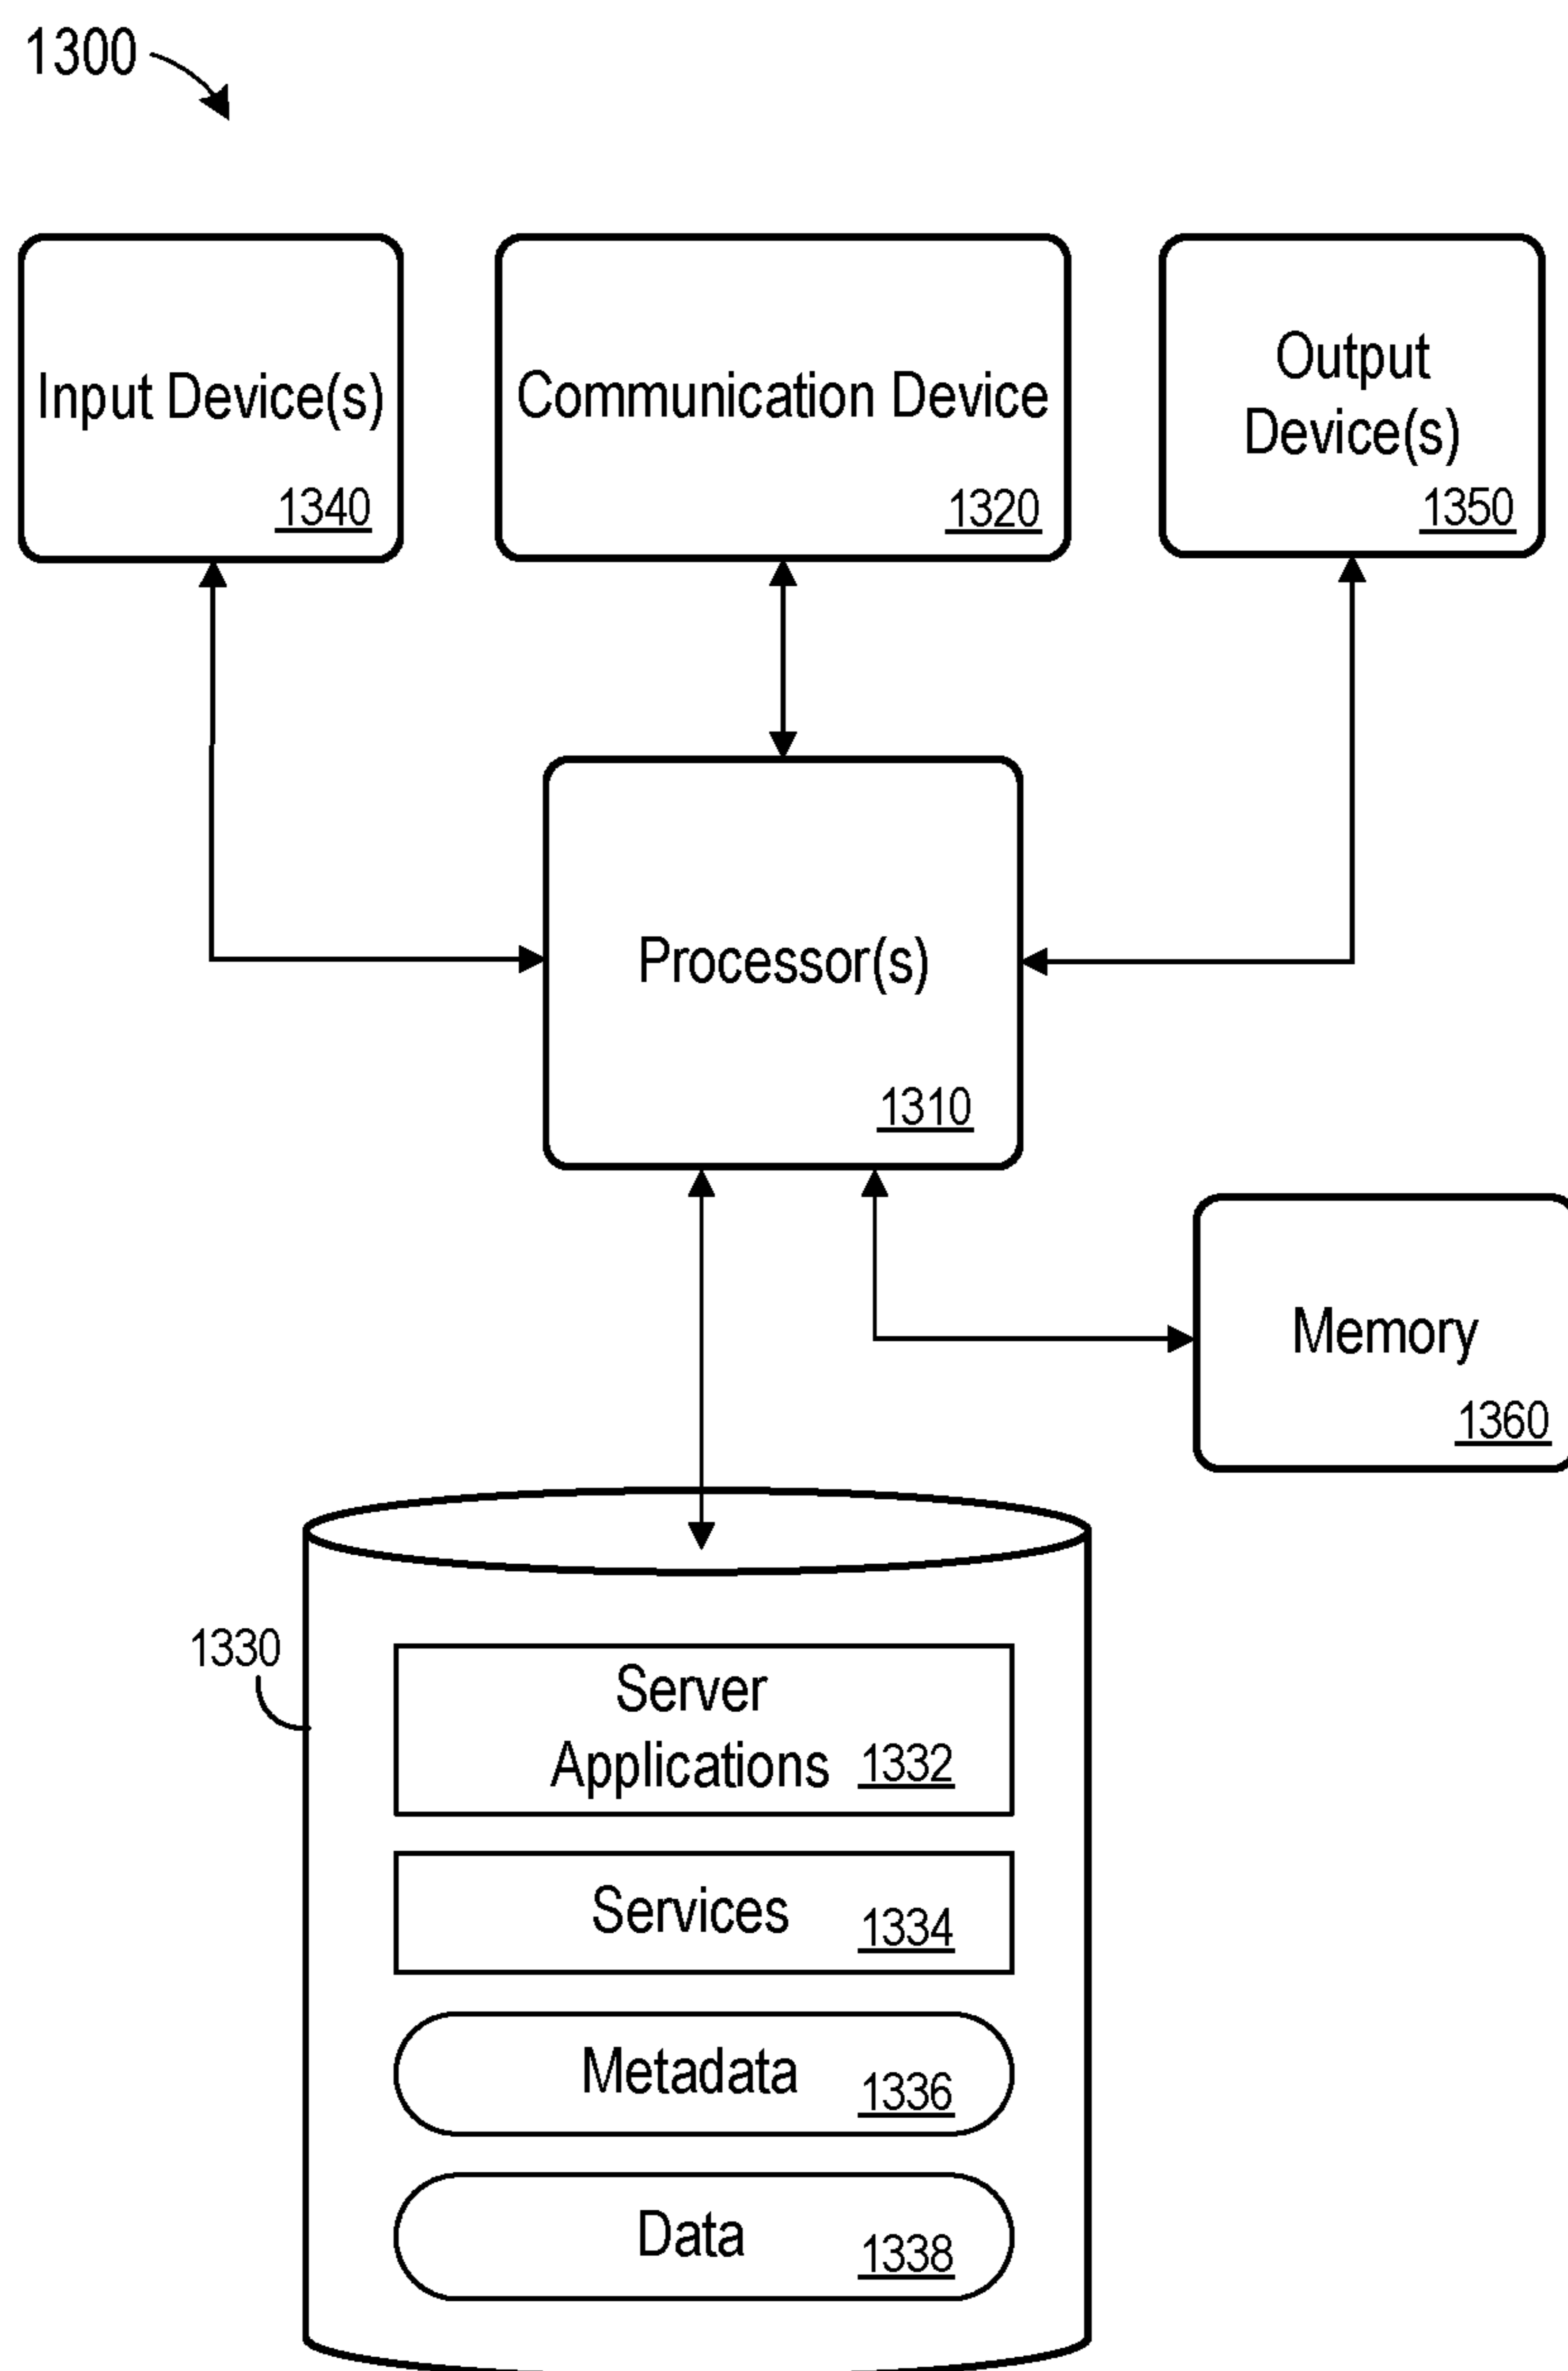 1300
Input Device(s)
1340
Communication Device
1320
Output
Device(s)
1350
Processor(s)
1310
Memory
1360
1330
Server
Applications 1332
Services 1334
Metadata 1336
Data 1338